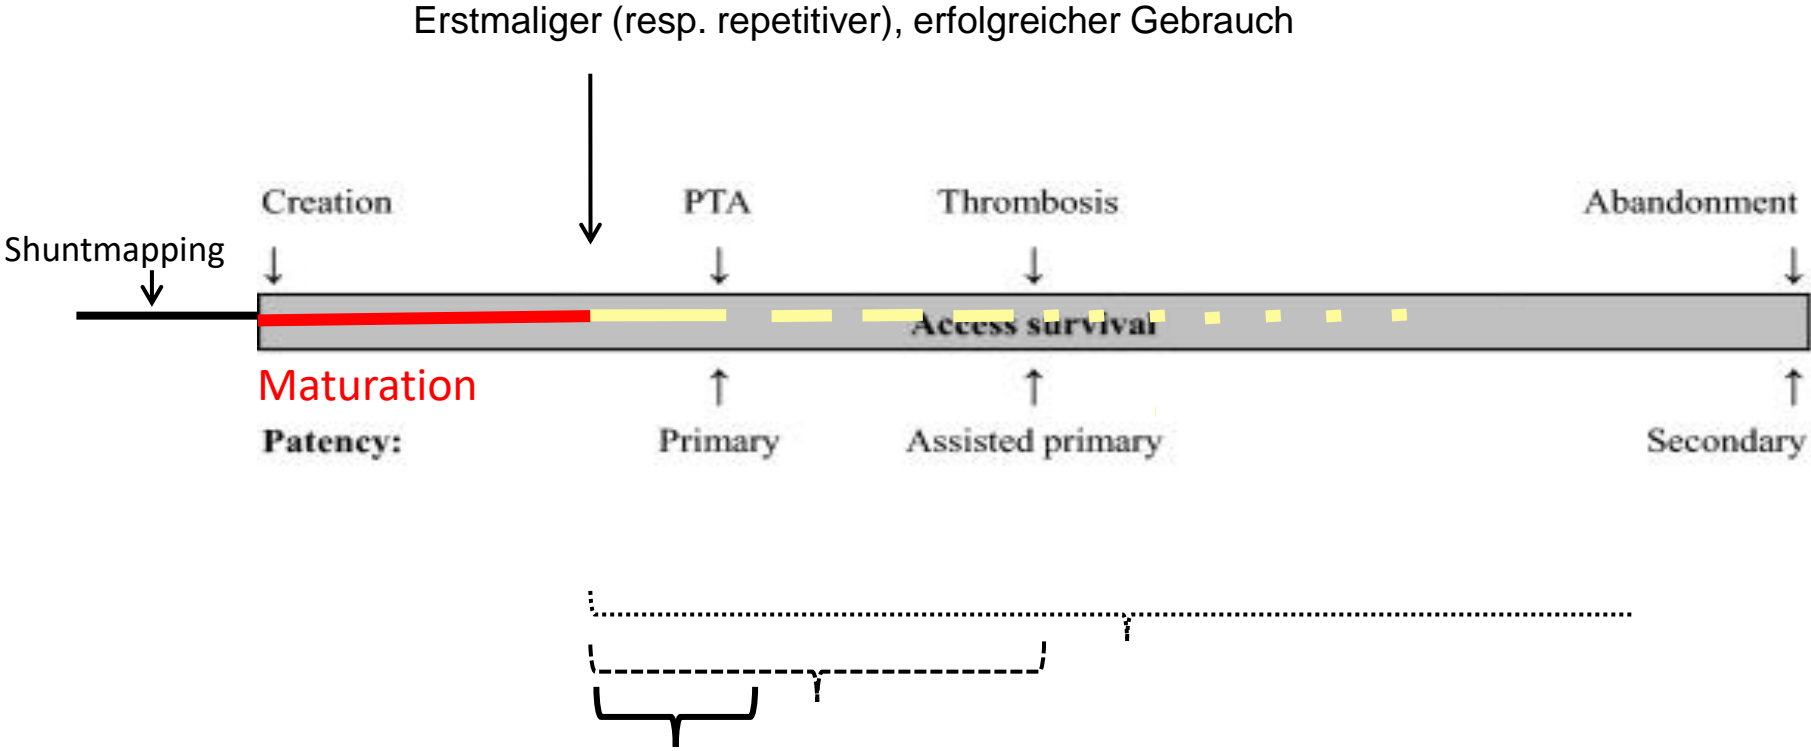 Erstmaliger (resp. repetitiver), erfolgreicher Gebrauch
Creation PTA Thrombosis Abandonment
Shuntmapping
Access survival
Maturation
Patency: Primary Assisted primary Secondary